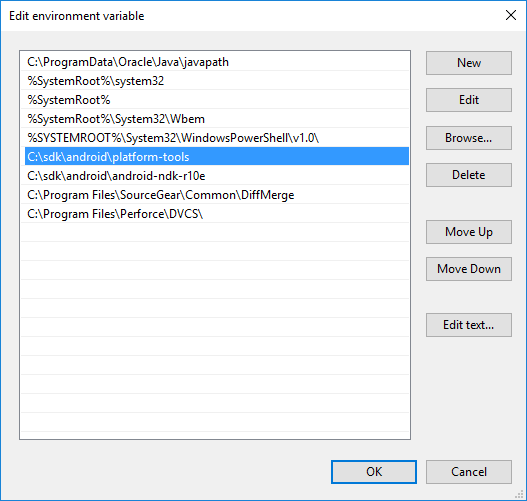 Edit environment variable
C:\ProgramData\Oracle\Java\javapath
%SystemRoot%\system32
%SystemRoot%
%SystemRoot%\System32\Wbem
%SYSTEMROOT%\System32\WindowsPowerShell\v1.0\
C:\sdk\android\platform-tools
C:\sdk\android\android-ndk-r10e
C:\Program Files\SourceGear\Common\DiffMerge
C:\Program Files\Perforce\DVCS\
New
Edit
Browse...
Delete
Move Up
Move Down
Edit text...
OK
Cancel